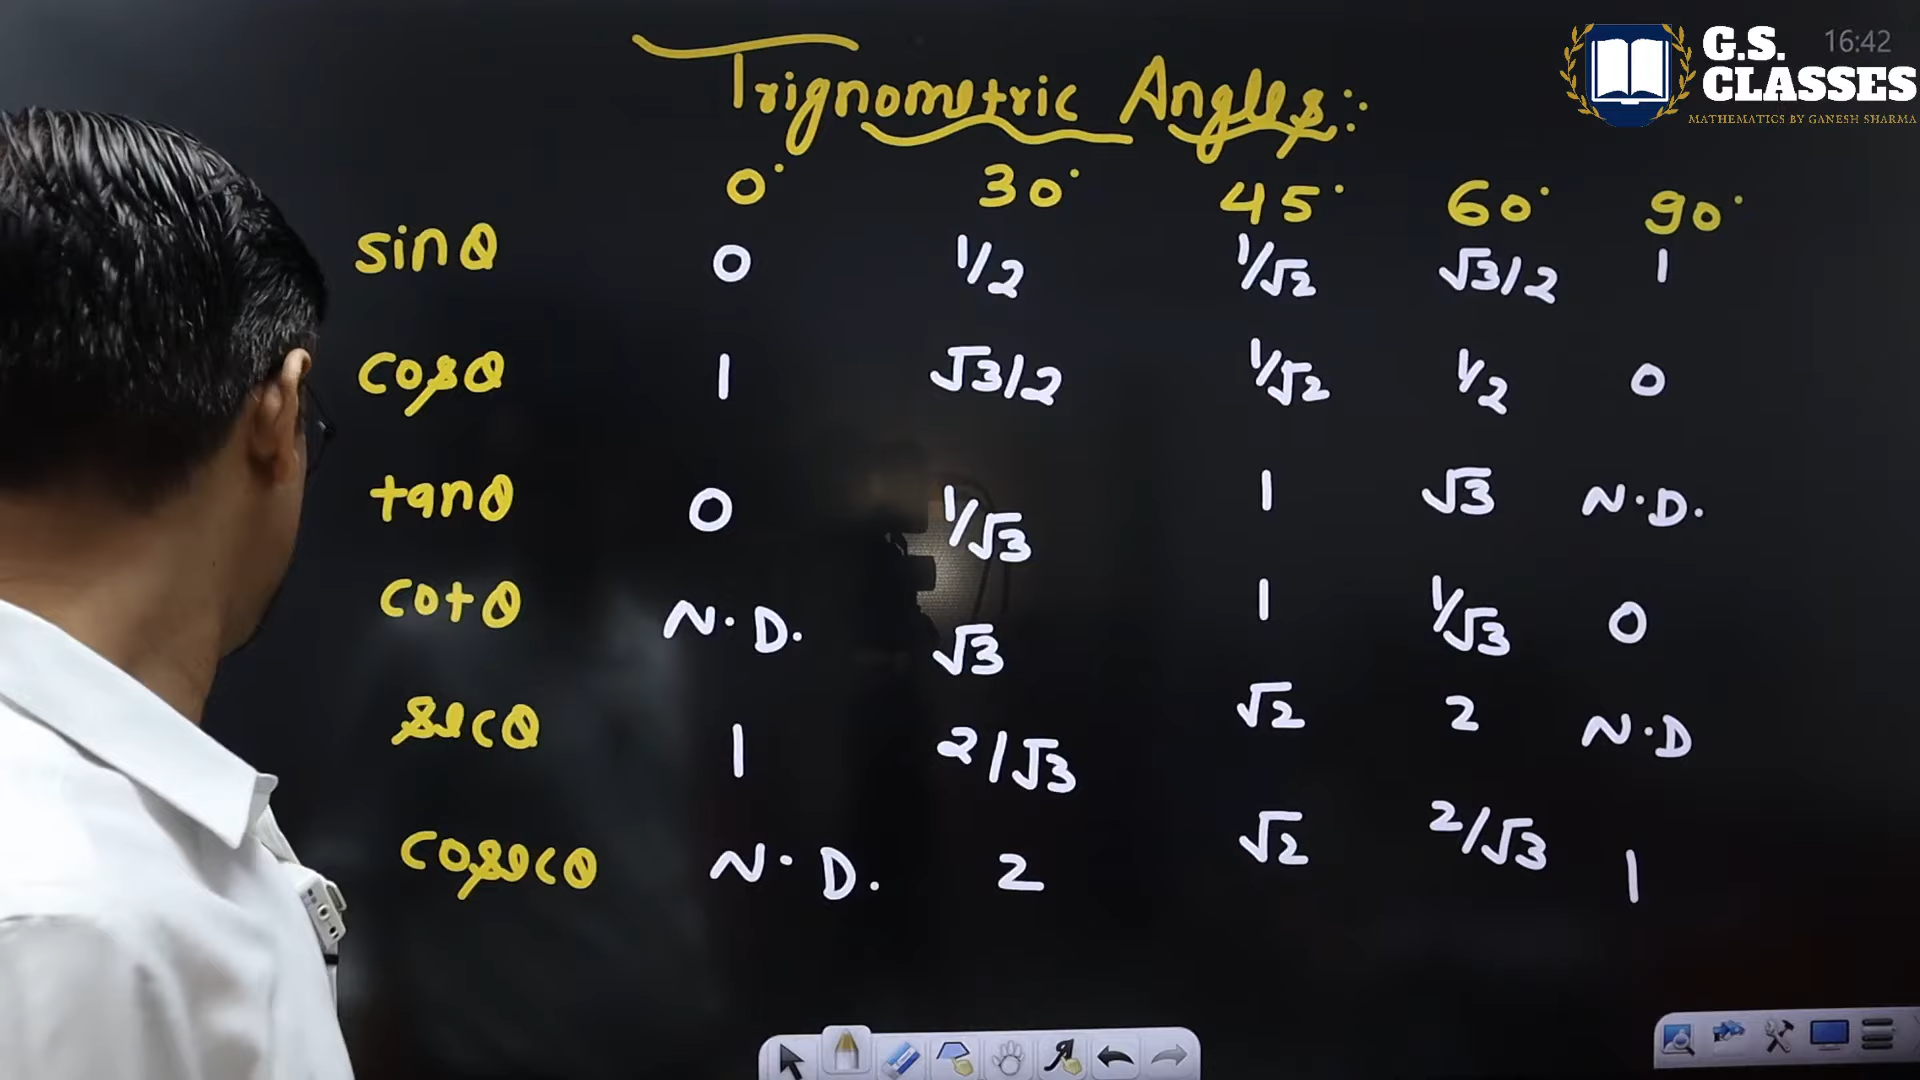 G.S. CLASSES
MATHEMATICS BY GANESH SHARMA
16:42
Trignometric Angles:
0° 30° 45° 60° 90°
sinθ 0 1/2 1/√2 √3/2 1
cosθ 1 √3/2 1/√2 1/2 0
tanθ 0 1/√3 1 √3 N.D.
cotθ N.D. √3 1 1/√3 0
secθ 1 2/√3 √2 2 N.D
cosecθ N.D. 2 √2 2/√3 1